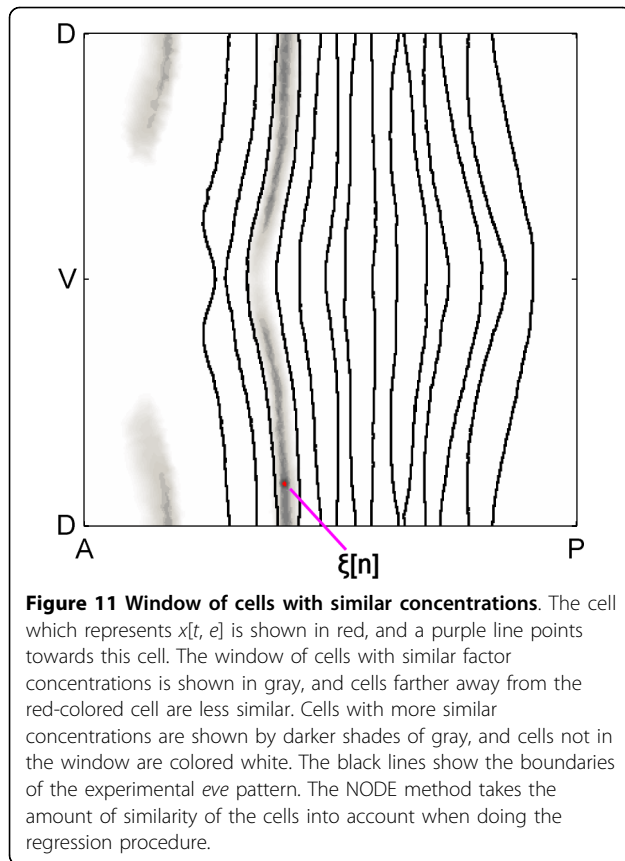 D
V
D
A
P
ξ[n]
Figure 11 Window of cells with similar concentrations. The cell
which represents x[t, e] is shown in red, and a purple line points
towards this cell. The window of cells with similar factor
concentrations is shown in gray, and cells farther away from the
red-colored cell are less similar. Cells with more similar
concentrations are shown by darker shades of gray, and cells not in
the window are colored white. The black lines show the boundaries
of the experimental eve pattern. The NODE method takes the
amount of similarity of the cells into account when doing the
regression procedure.